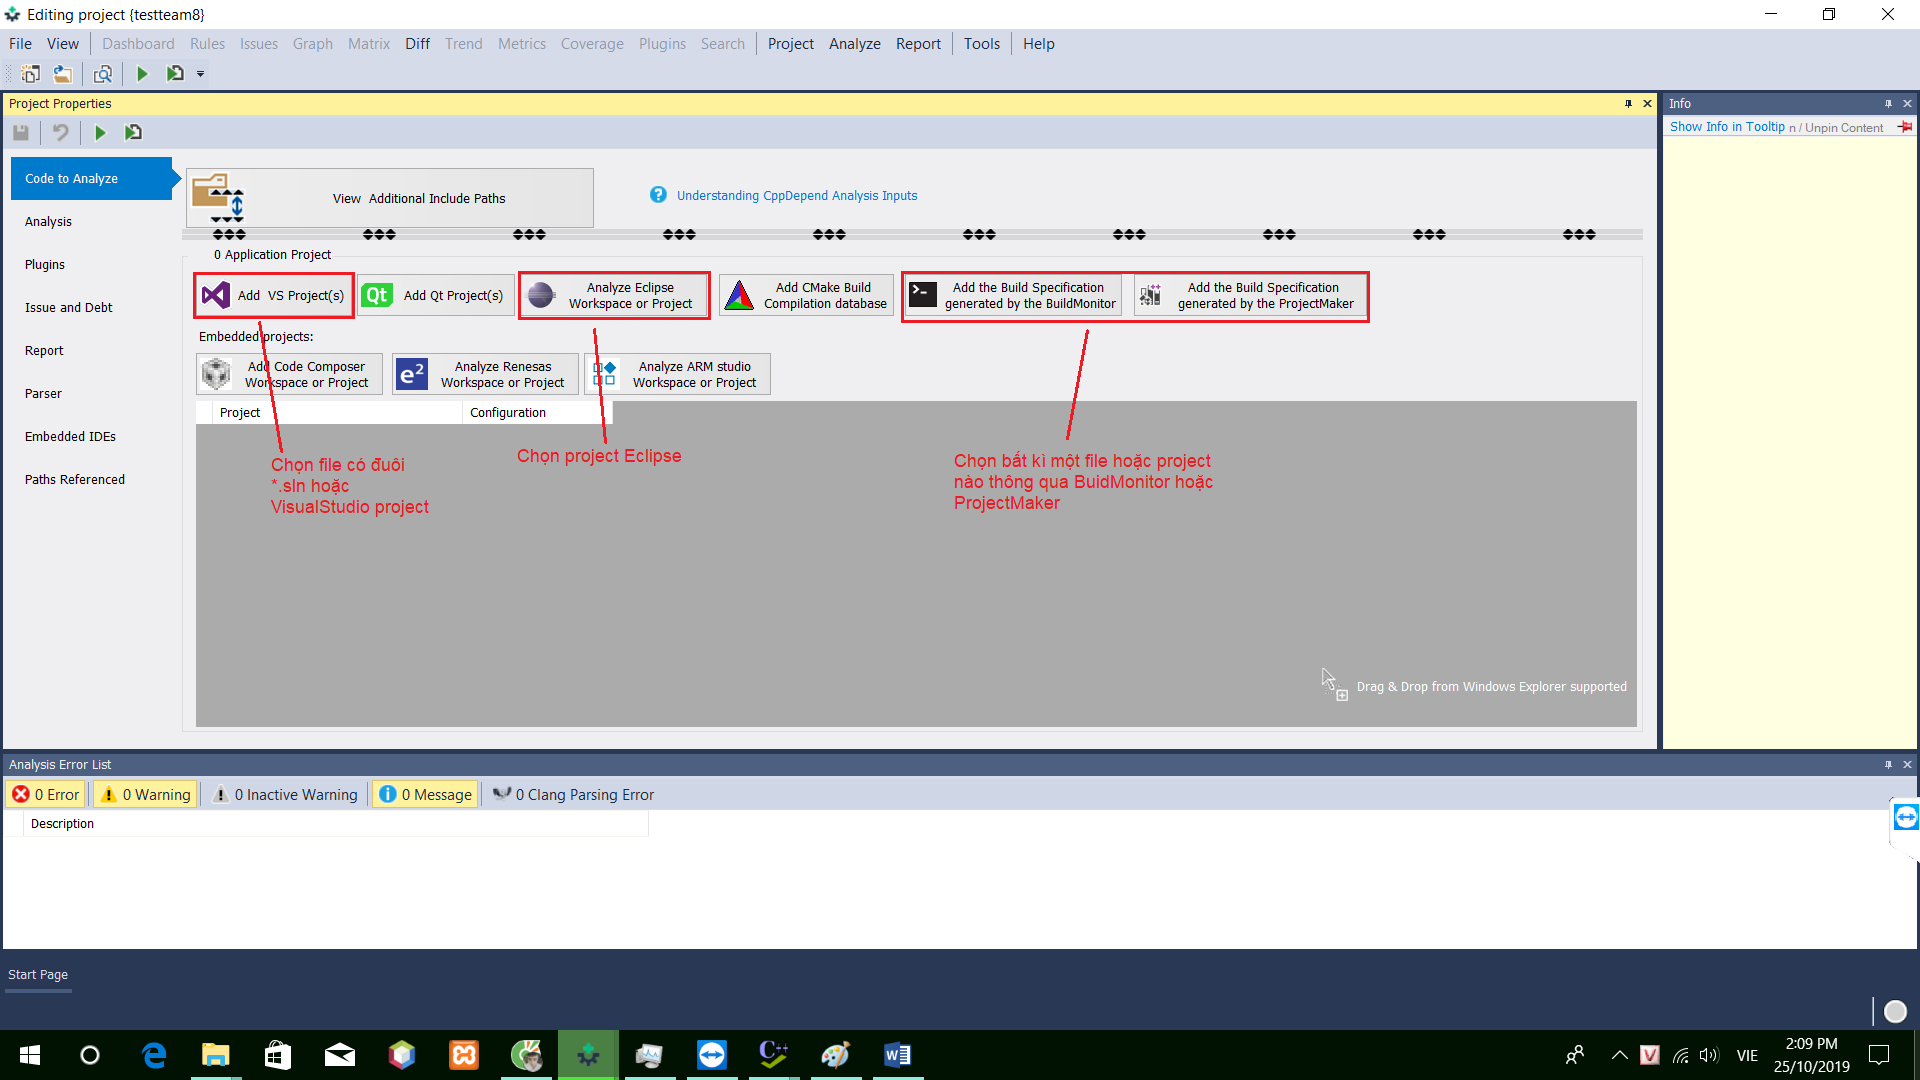 Editing project {testteam8}
File View Dashboard Rules Issues Graph Matrix Diff Trend Metrics Coverage Plugins Search Project Analyze Report Tools Help
Project Properties
Info
Show Info in Tooltip n / Unpin Content
Code to Analyze
Analysis
Plugins
Issue and Debt
Report
Parser
Embedded IDEs
Paths Referenced
View Additional Include Paths
? Understanding CppDepend Analysis Inputs
0 Application Project
Add VS Project(s)
Qt Add Qt Project(s)
Analyze Eclipse
Workspace or Project
Add CMake Build
Compilation database
Add the Build Specification
generated by the BuildMonitor
Add the Build Specification
generated by the ProjectMaker
Embedded projects:
Add Code Composer
Workspace or Project
e2 Analyze Renesas
Workspace or Project
Analyze ARM studio
Workspace or Project
Project Configuration
Chọn file có đuôi
*.sln hoặc
VisualStudio project
Chọn project Eclipse
Chọn bất kì một file hoặc project
nào thông qua BuidMonitor hoặc
ProjectMaker
Drag & Drop from Windows Explorer supported
Analysis Error List
0 Error 0 Warning 0 Inactive Warning 0 Message 0 Clang Parsing Error
Description
Start Page
VIE
2:09 PM
25/10/2019